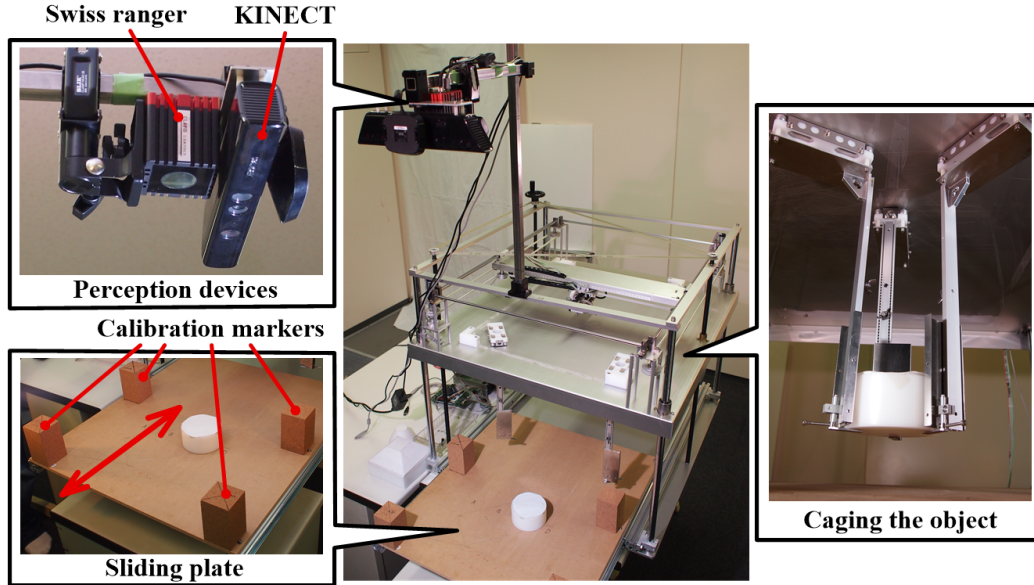 Swiss ranger
KINECT
Perception devices
Calibration markers
Sliding plate
Caging the object